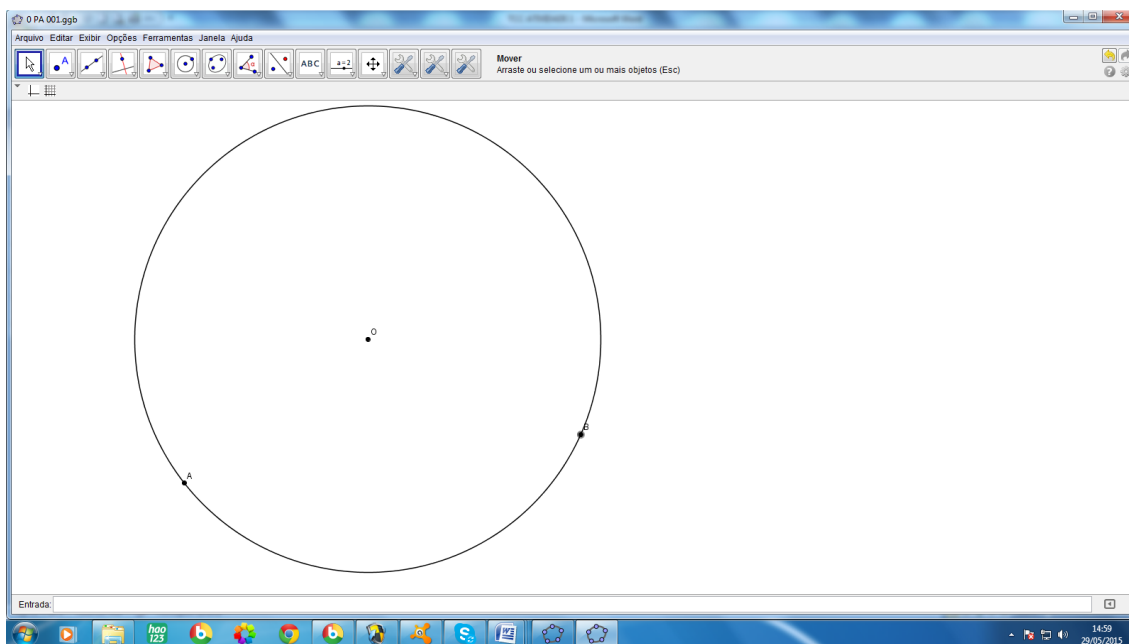 0 PA 001.ggb
Arquivo Editar Exibir Opções Ferramentas Janela Ajuda
A
ABC
a=2
Mover
Arraste ou selecione um ou mais objetos (Esc)
O
B
A
Entrada:
hao
123
14:59
29/05/2015